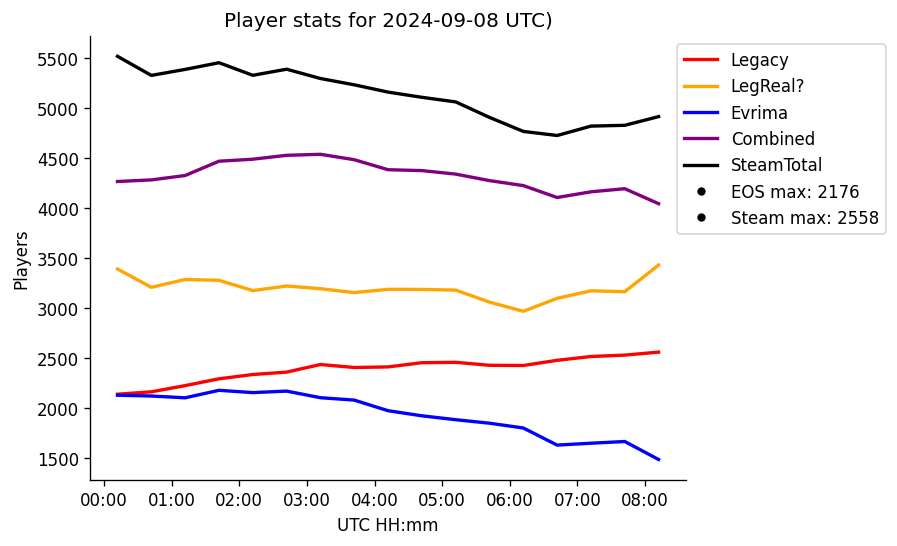 Player stats for 2024-09-08 UTC)
5500
5000
4500
4000
3500
3000
2500
2000
1500
Players
00:00 01:00 02:00 03:00 04:00 05:00 06:00 07:00 08:00
UTC HH:mm
Legacy
LegReal?
Evrima
Combined
SteamTotal
EOS max: 2176
Steam max: 2558